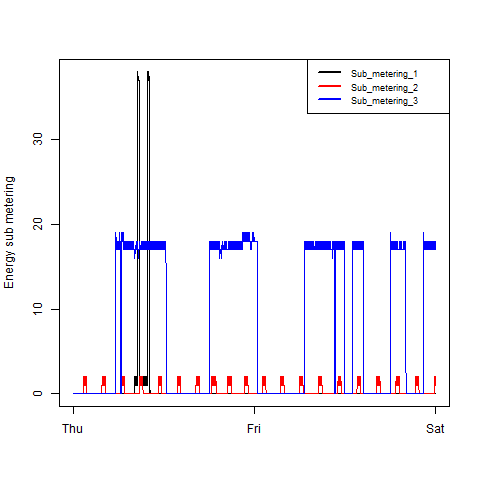 Sub_metering_1
Sub_metering_2
Sub_metering_3
Energy sub metering
30
20
10
0
Thu Fri Sat